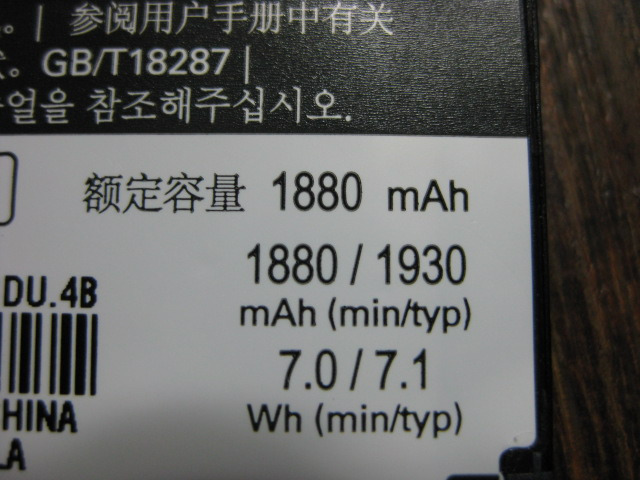 。| 参阅用户手册中有关
。GB/T18287 |
얼을 참조해주십시오.
额定容量 1880 mAh
1880 / 1930
mAh (min/typ)
7.0 / 7.1
Wh (min/typ)
DU.4B
HINA
LA